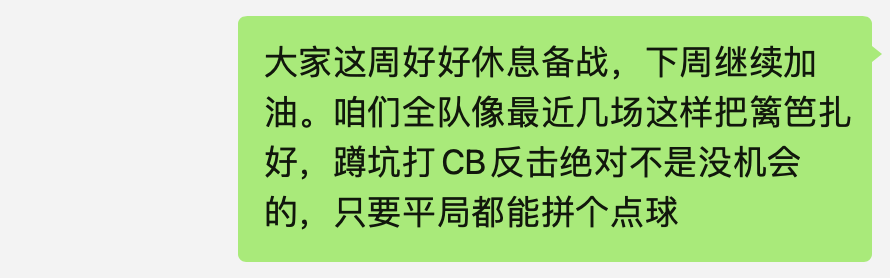 大家这周好好休息备战，下周继续加
油。咱们全队像最近几场这样把篱笆扎
好，蹲坑打CB反击绝对不是没机会
的，只要平局都能拼个点球